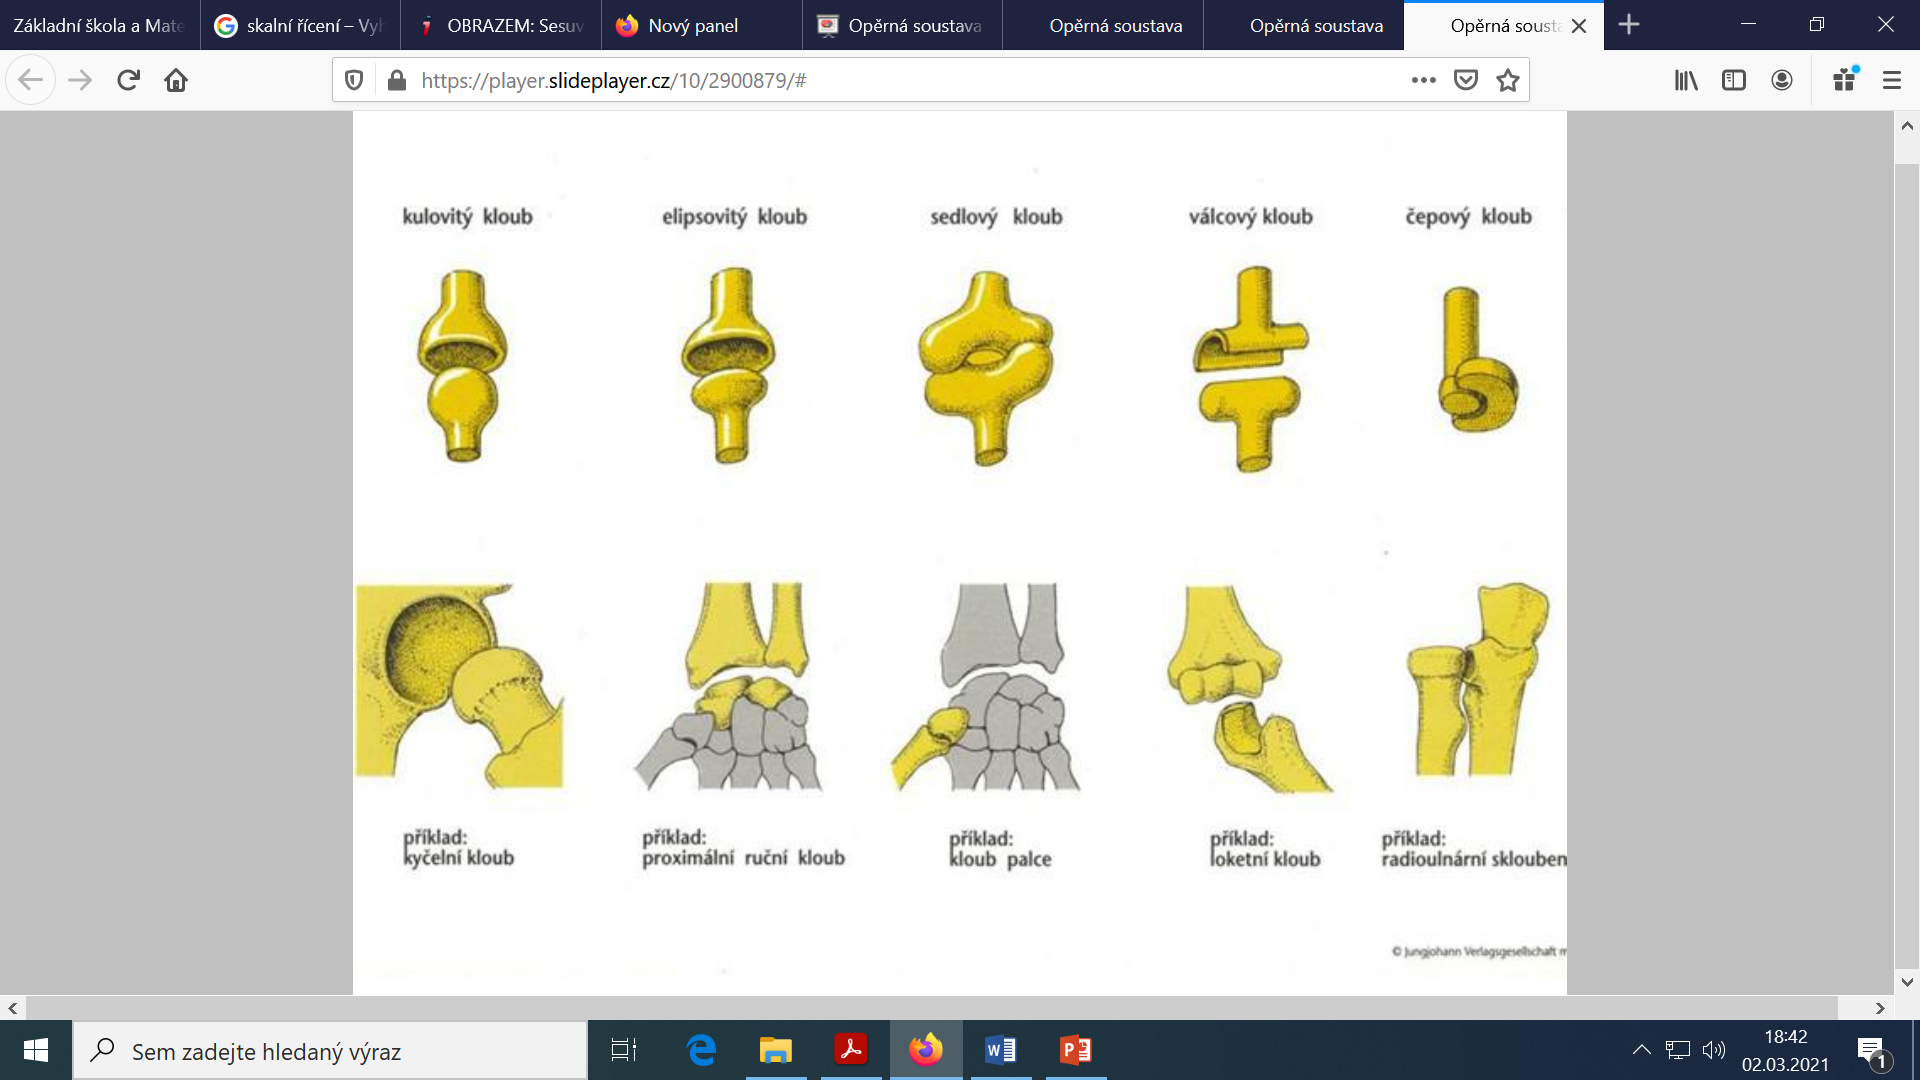 Základní škola a Mate
skalní řícení – Vyh
OBRAZEM: Sesuv
Nový panel
Opěrná soustava
Opěrná soustava
Opěrná soustava
Opěrná sousta
https://player.slideplayer.cz/10/2900879/#
kulovitý kloub
elipsovitý kloub
sedlový kloub
válcový kloub
čepový kloub
příklad:
kyčelní kloub
příklad:
proximální ruční kloub
příklad:
kloub palce
příklad:
loketní kloub
příklad:
radioulnární sklouben
© Jungjohann Verlagsgesellschaft m
Sem zadejte hledaný výraz
18:42
02.03.2021
1